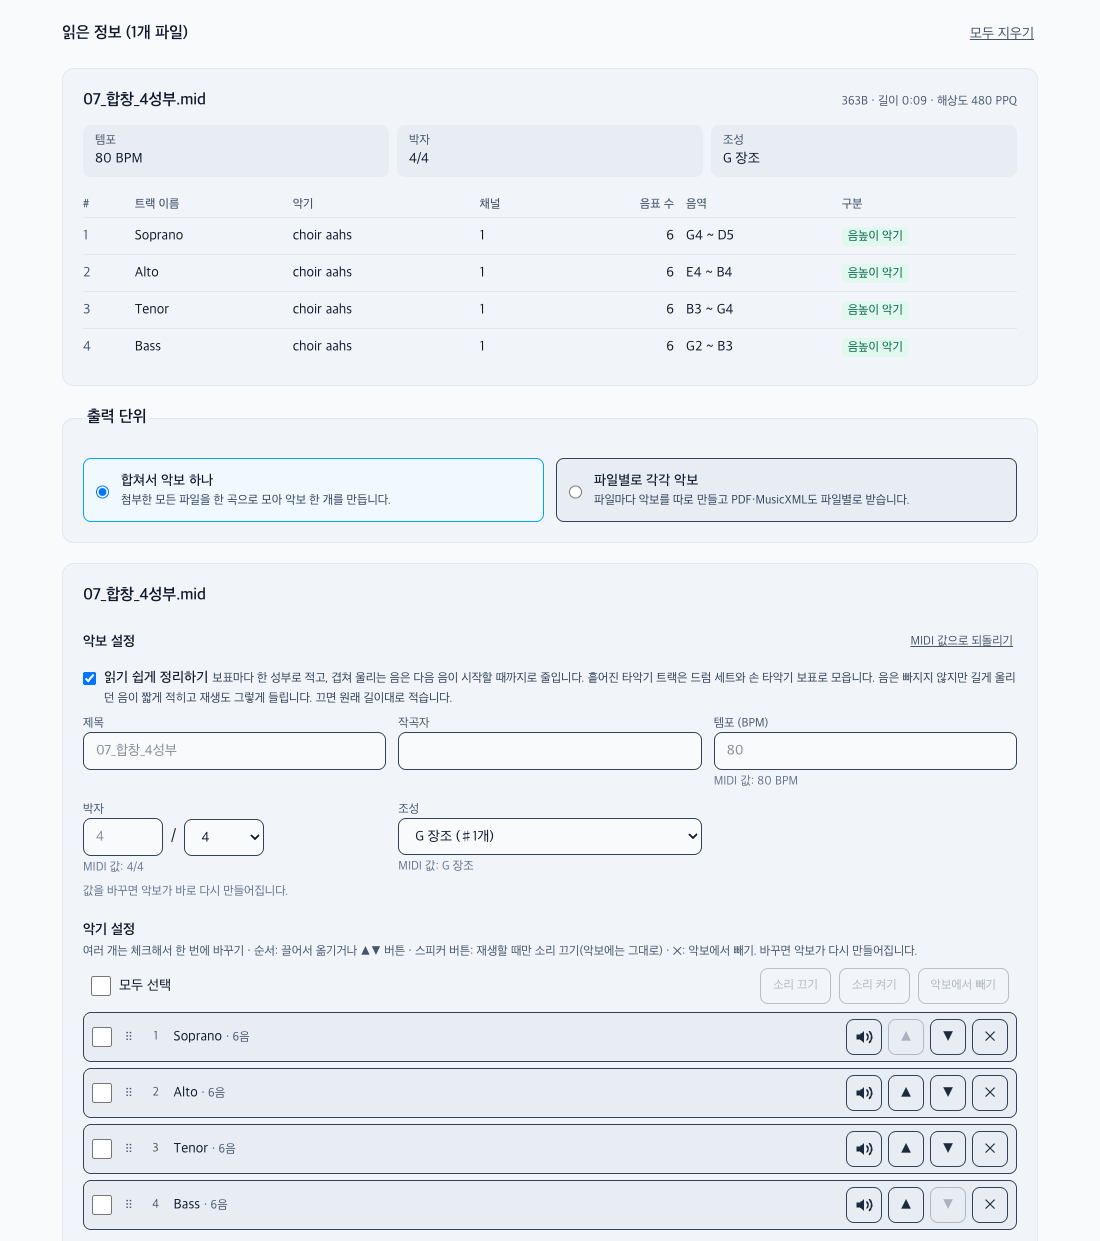 읽은 정보 (1개 파일)
모두 지우기
07_합창_4성부.mid
363B · 길이 0:09 · 해상도 480 PPQ
템포
80 BPM
박자
4/4
조성
G 장조
# 트랙 이름 악기 채널 음표 수 음역 구분
1 Soprano choir aahs 1 6 G4 ~ D5 음높이 악기
2 Alto choir aahs 1 6 E4 ~ B4 음높이 악기
3 Tenor choir aahs 1 6 B3 ~ G4 음높이 악기
4 Bass choir aahs 1 6 G2 ~ B3 음높이 악기
출력 단위
합쳐서 악보 하나
첨부한 모든 파일을 한 곡으로 모아 악보 한 개를 만듭니다.
파일별로 각각 악보
파일마다 악보를 따로 만들고 PDF·MusicXML도 파일별로 받습니다.
07_합창_4성부.mid
악보 설정
MIDI 값으로 되돌리기
읽기 쉽게 정리하기 보표마다 한 성부로 적고, 겹쳐 울리는 음은 다음 음이 시작할 때까지로 줄입니다. 흩어진 타악기 트랙은 드럼 세트와 손 타악기 보표로 모읍니다. 음은 빠지지 않지만 길게 울리
던 음이 짧게 적히고 재생도 그렇게 들립니다. 끄면 원래 길이대로 적습니다.
제목
07_합창_4성부
작곡자
템포 (BPM)
80
MIDI 값: 80 BPM
박자
4 / 4
MIDI 값: 4/4
조성
G 장조 (♯1개)
MIDI 값: G 장조
값을 바꾸면 악보가 바로 다시 만들어집니다.
악기 설정
여러 개는 체크해서 한 번에 바꾸기 · 순서: 끌어서 옮기거나 ▲▼ 버튼 · 스피커 버튼: 재생할 때만 소리 끄기(악보에는 그대로) · ✕: 악보에서 빼기. 바꾸면 악보가 다시 만들어집니다.
모두 선택
소리 끄기
소리 켜기
악보에서 빼기
1 Soprano · 6음 ▲ ▼ ✕
2 Alto · 6음 ▲ ▼ ✕
3 Tenor · 6음 ▲ ▼ ✕
4 Bass · 6음 ▲ ▼ ✕